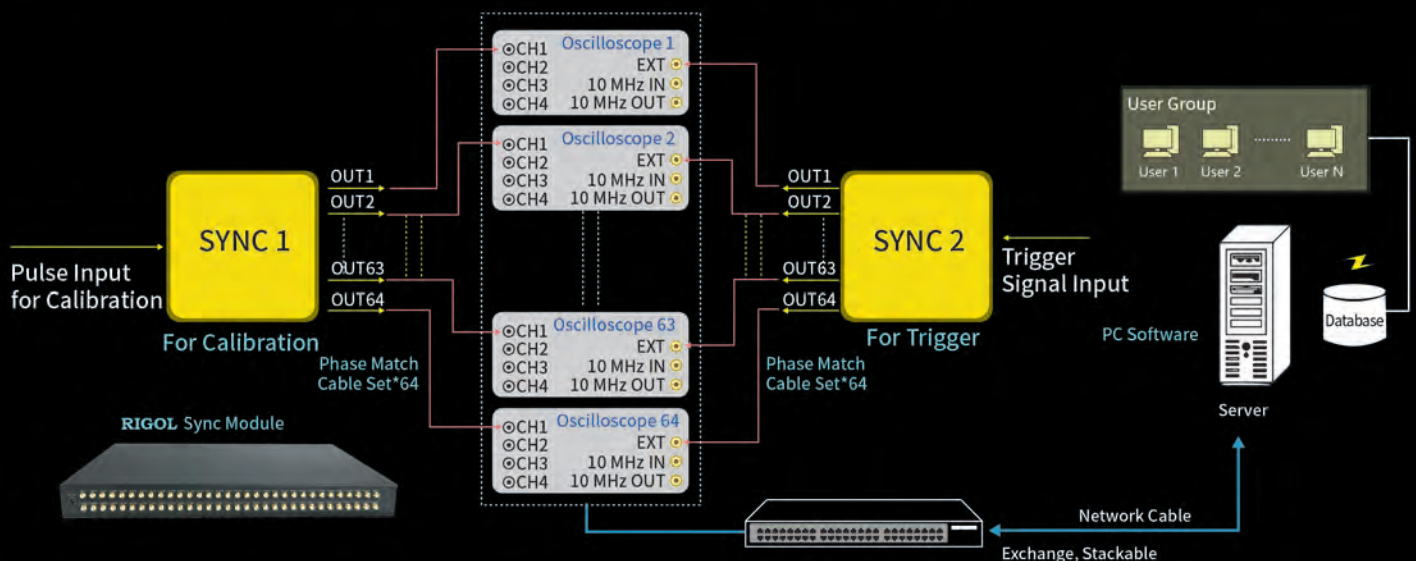 Pulse Input
for Calibration
SYNC 1
For Calibration
OUT1
OUT2
OUT63
OUT64
Phase Match
Cable Set*64
RIGOL Sync Module
Oscilloscope 1
CH1
CH2
CH3
CH4
EXT
10 MHz IN
10 MHz OUT
Oscilloscope 2
CH1
CH2
CH3
CH4
EXT
10 MHz IN
10 MHz OUT
Oscilloscope 63
CH1
CH2
CH3
CH4
EXT
10 MHz IN
10 MHz OUT
Oscilloscope 64
CH1
CH2
CH3
CH4
EXT
10 MHz IN
10 MHz OUT
OUT1
OUT2
OUT63
OUT64
Phase Match
Cable Set*64
SYNC 2
For Trigger
Trigger
Signal Input
User Group
User 1
User 2
User N
PC Software
Database
Server
Network Cable
Exchange, Stackable